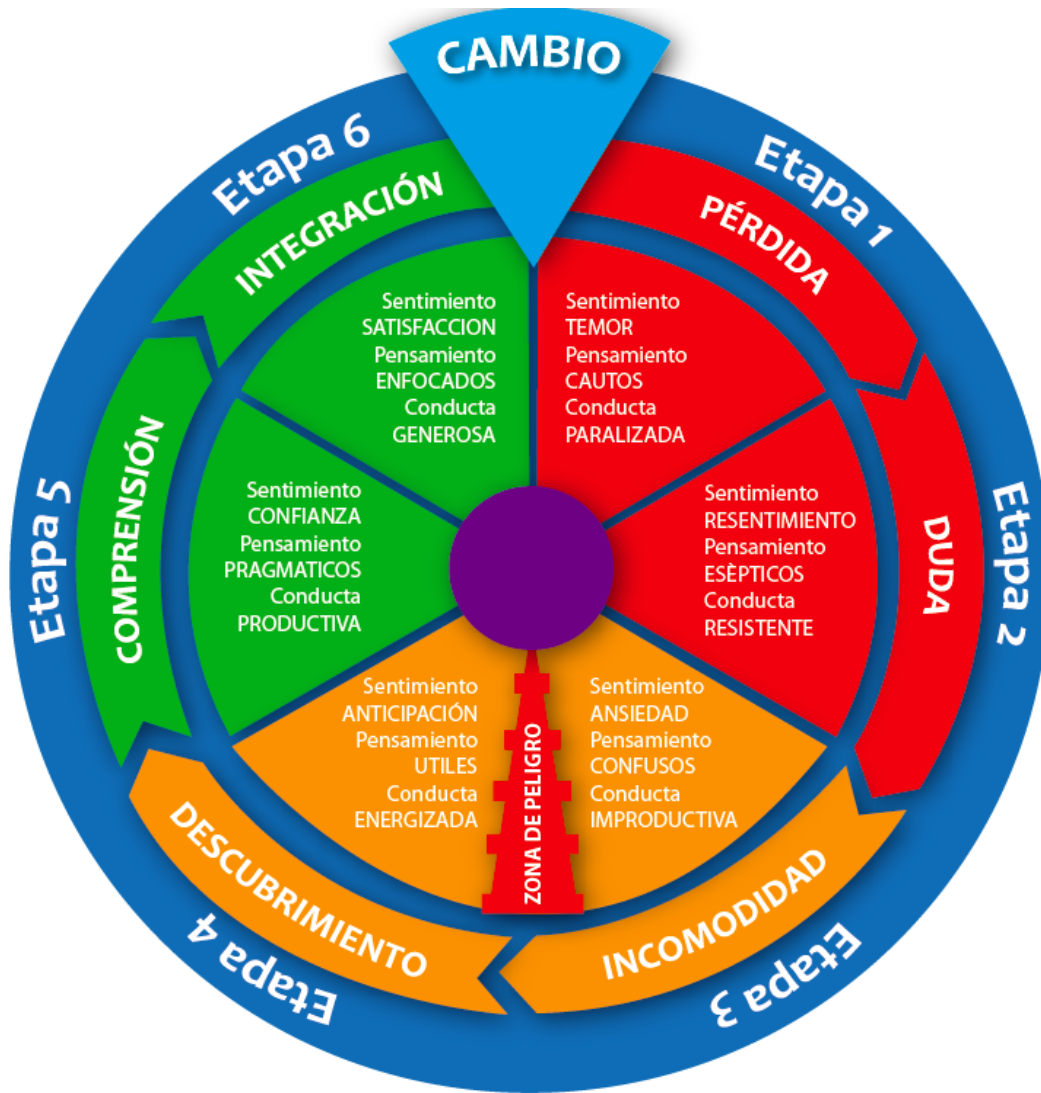 CAMBIO
Etapa 1
PÉRDIDA
Sentimiento
TEMOR
Pensamiento
CAUTOS
Conducta
PARALIZADA
Etapa 2
DUDA
Sentimiento
RESENTIMIENTO
Pensamiento
ESÈPTICOS
Conducta
RESISTENTE
Etapa 3
INCOMODIDAD
Sentimiento
ANSIEDAD
Pensamiento
CONFUSOS
Conducta
IMPRODUCTIVA
ZONA DE PELIGRO
Etapa 4
DESCUBRIMIENTO
Sentimiento
ANTICIPACIÓN
Pensamiento
UTILES
Conducta
ENERGIZADA
Etapa 5
COMPRENSIÓN
Sentimiento
CONFIANZA
Pensamiento
PRAGMATICOS
Conducta
PRODUCTIVA
Etapa 6
INTEGRACIÓN
Sentimiento
SATISFACCION
Pensamiento
ENFOCADOS
Conducta
GENEROSA